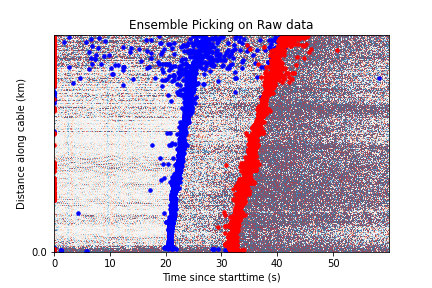 Ensemble Picking on Raw data
Distance along cable (km)
0.0
0 10 20 30 40 50
Time since starttime (s)